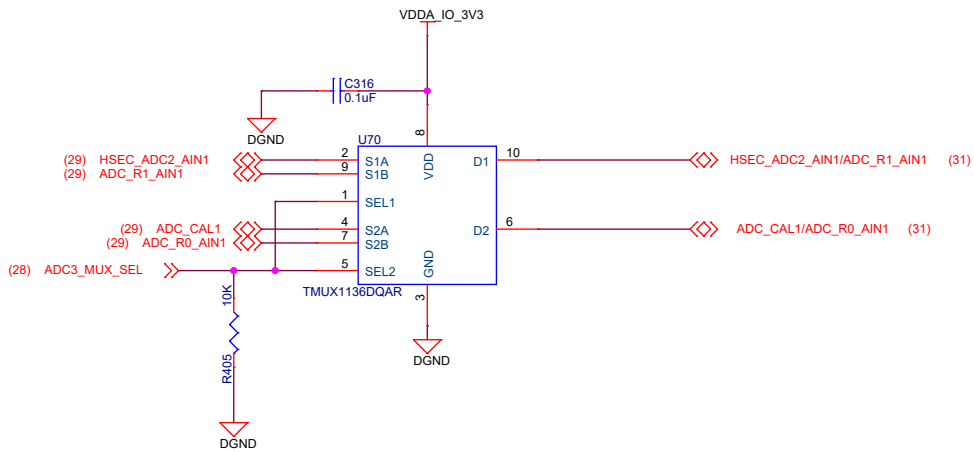 VDDA_IO_3V3
C316
0.1uF
DGND
U70
8
VDD
(29) HSEC_ADC2_AIN1
2
S1A
D1
10
HSEC_ADC2_AIN1/ADC_R1_AIN1 (31)
(29) ADC_R1_AIN1
9
S1B
1
SEL1
(29) ADC_CAL1
4
S2A
D2
6
ADC_CAL1/ADC_R0_AIN1 (31)
(29) ADC_R0_AIN1
7
S2B
GND
(28) ADC3_MUX_SEL
5
SEL2
TMUX1136DQAR
3
10K
R405
DGND
DGND